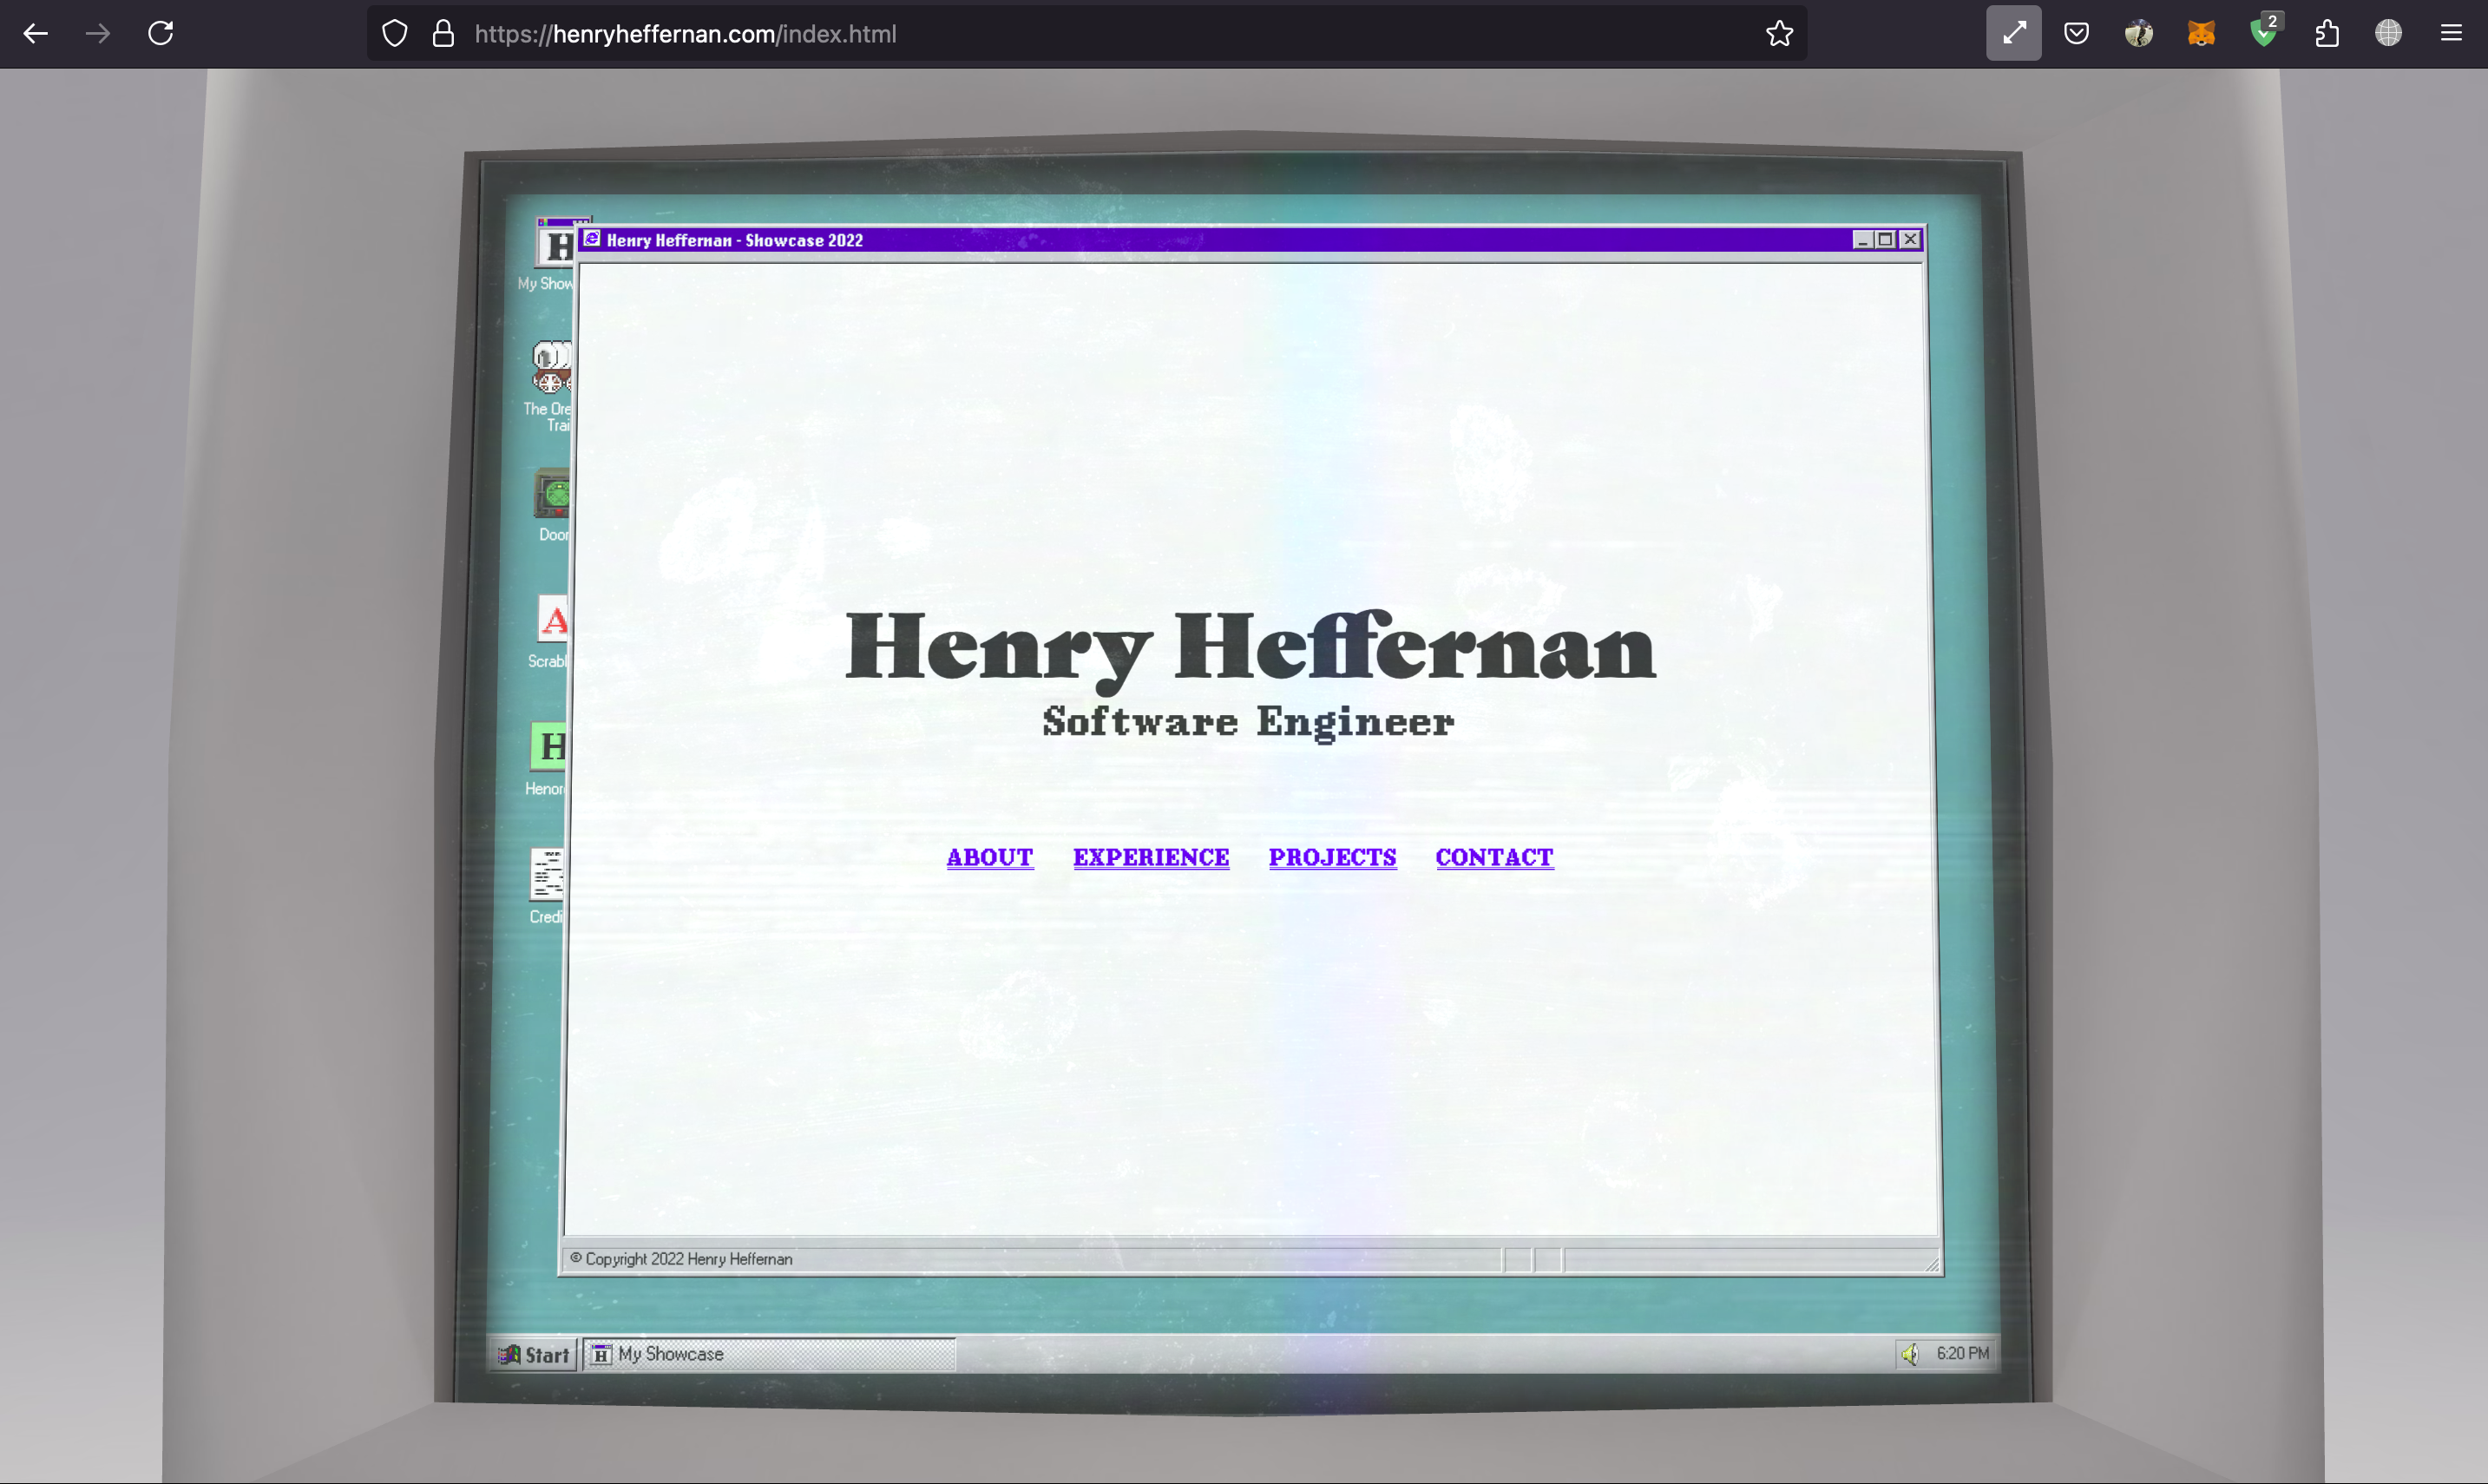 https://henryheffernan.com/index.html
2
Henry Heffernan - Showcase 2022
H
My Show
The Ore
Trai
Doo
A
Scrab
H
Henor
Credi
Henry Heffernan
Software Engineer
ABOUT EXPERIENCE PROJECTS CONTACT
© Copyright 2022 Henry Heffernan
Start
H My Showcase
6:20 PM